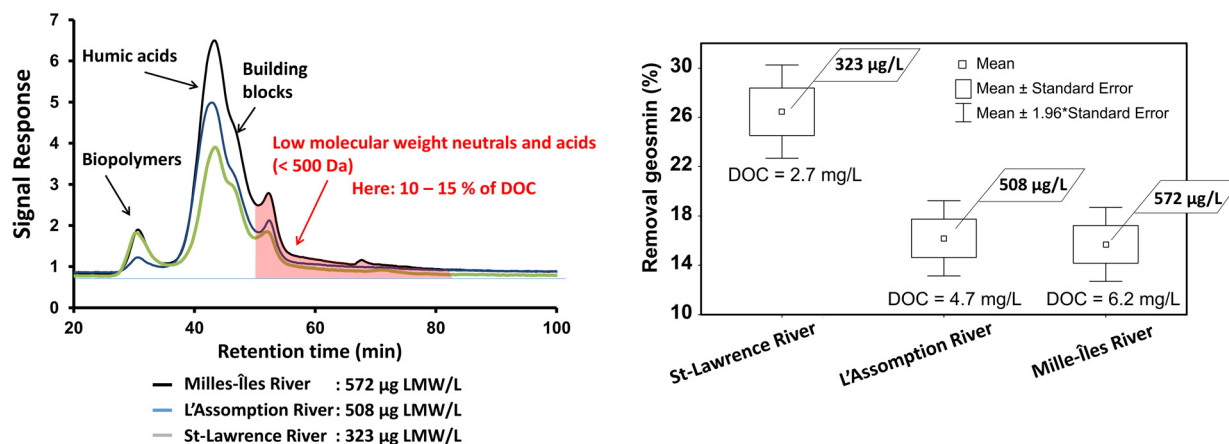 7
6
5
4
3
2
1
0
Signal Response
Humic acids
Building
blocks
Biopolymers
Low molecular weight neutrals and acids
(< 500 Da)
Here: 10 – 15 % of DOC
20
40
60
80
100
Retention time (min)
Milles-Îles River : 572 µg LMW/L
L'Assomption River : 508 µg LMW/L
St-Lawrence River : 323 µg LMW/L
Removal geosmin (%)
30
26
22
18
14
10
323 µg/L
Mean
Mean ± Standard Error
Mean ± 1.96*Standard Error
DOC = 2.7 mg/L
508 µg/L
572 µg/L
DOC = 4.7 mg/L
DOC = 6.2 mg/L
St-Lawrence River
L'Assomption River
Mille-Îles River